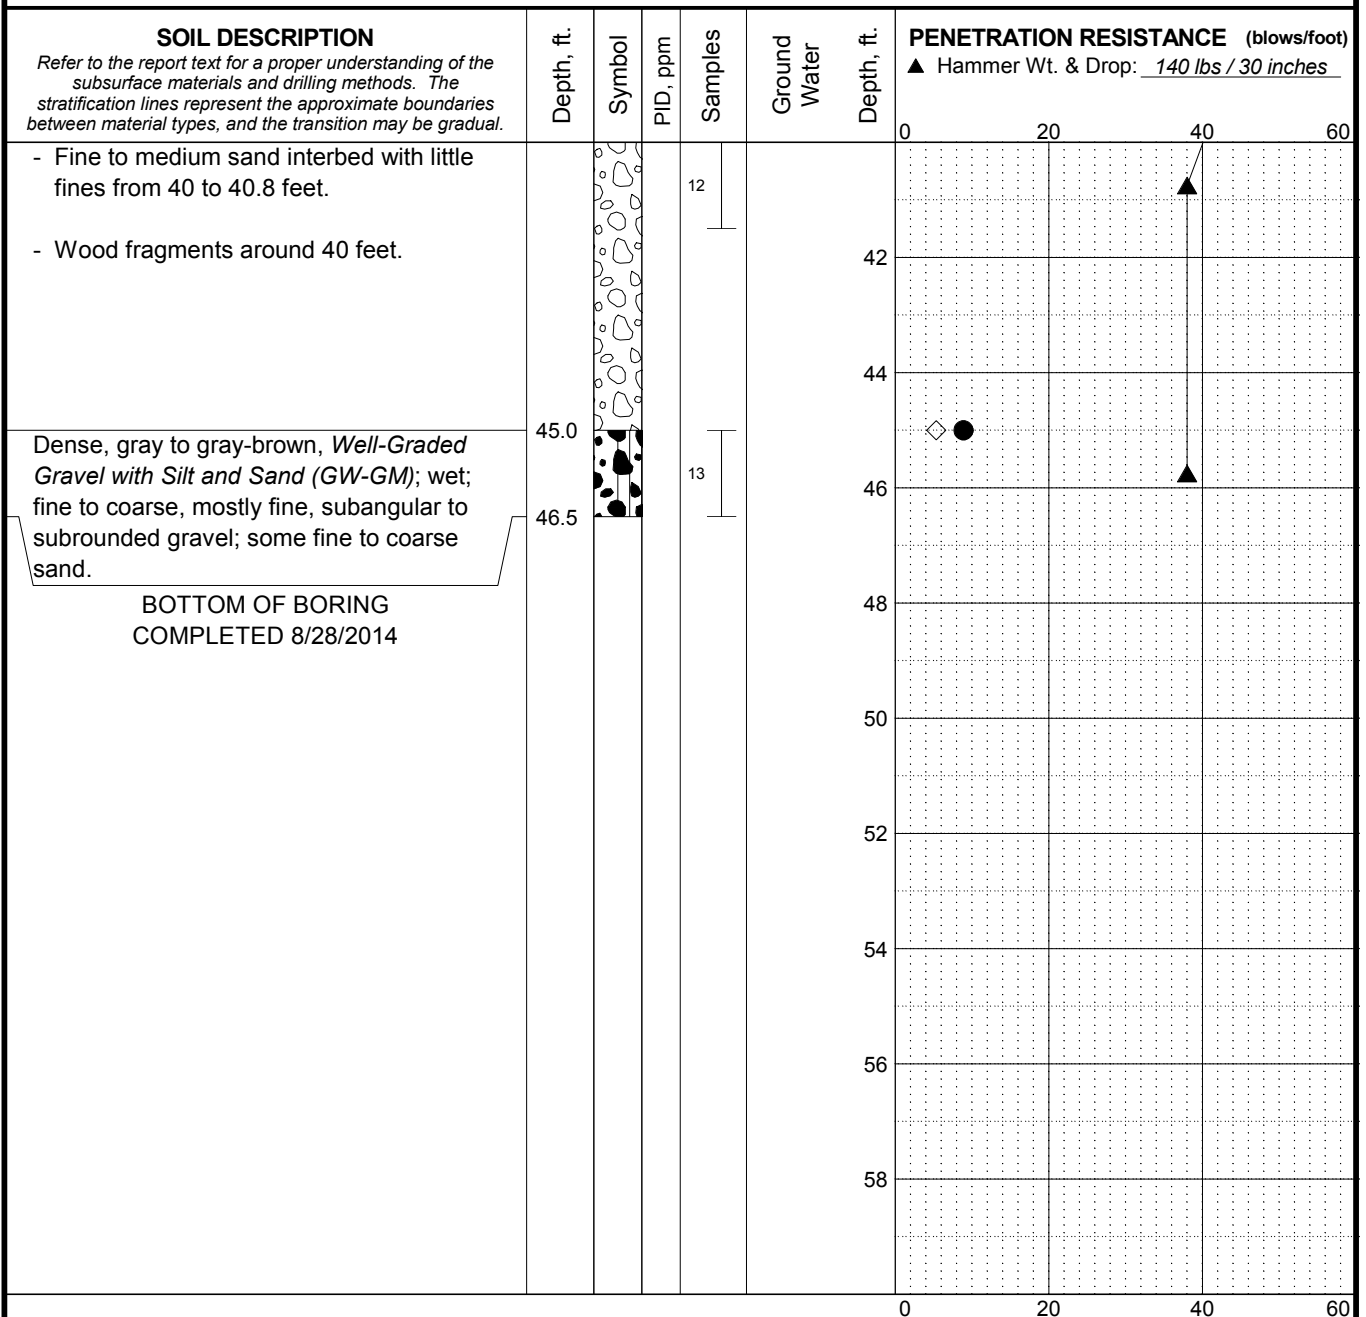 SOIL DESCRIPTION
Refer to the report text for a proper understanding of the
subsurface materials and drilling methods. The
stratification lines represent the approximate boundaries
between material types, and the transition may be gradual.
Depth, ft.
Symbol
PID, ppm
Samples
Ground
Water
Depth, ft.
PENETRATION RESISTANCE (blows/foot)
▲ Hammer Wt. & Drop: 140 lbs / 30 inches
0 20 40 60
- Fine to medium sand interbed with little
fines from 40 to 40.8 feet.
12
- Wood fragments around 40 feet.
42
44
45.0
Dense, gray to gray-brown, Well-Graded
Gravel with Silt and Sand (GW-GM); wet;
fine to coarse, mostly fine, subangular to
subrounded gravel; some fine to coarse
sand.
13
46
46.5
BOTTOM OF BORING
COMPLETED 8/28/2014
48
50
52
54
56
58
0 20 40 60